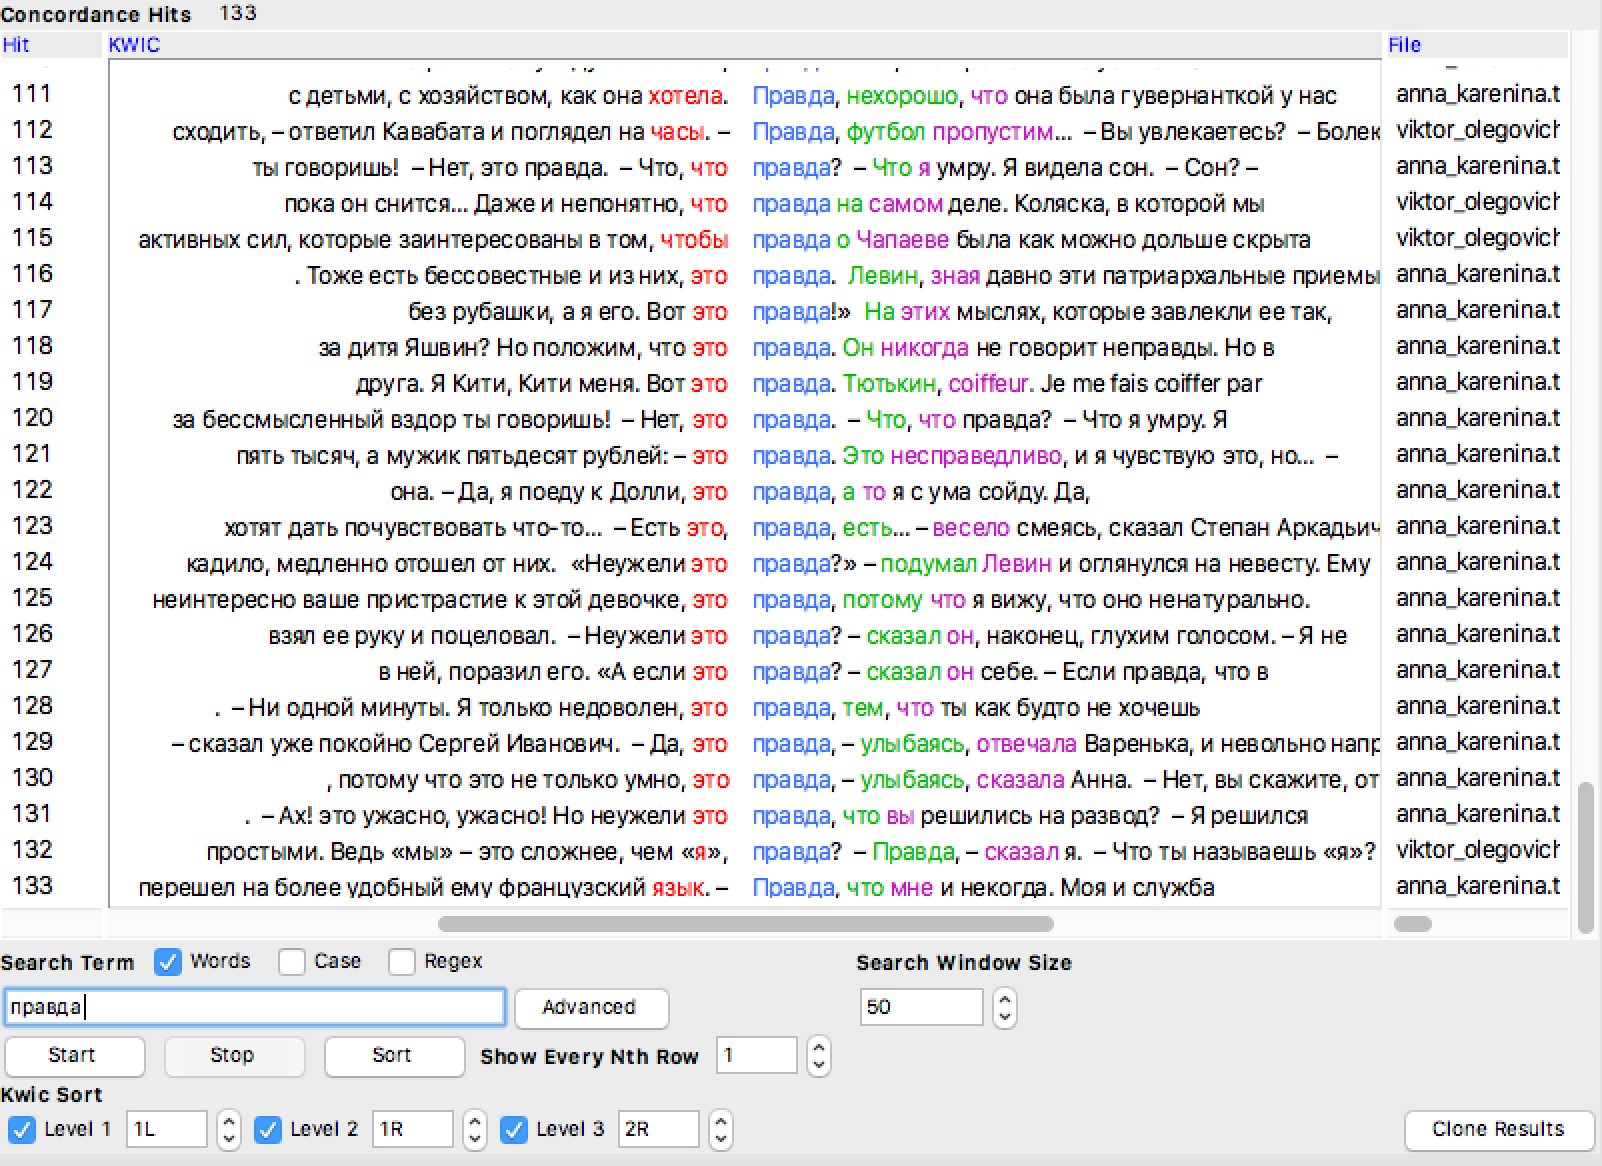 Concordance Hits 133
Hit KWIC File
111 с детьми, с хозяйством, как она хотела. Правда, нехорошо, что она была гувернанткой у нас anna_karenina.t
112 сходить, – ответил Кавабата и поглядел на часы. – Правда, футбол пропустим... – Вы увлекаетесь? – Болек viktor_olegovich
113 ты говоришь! – Нет, это правда. – Что, что правда? – Что я умру. Я видела сон. – Сон? – anna_karenina.t
114 пока он снится... Даже и непонятно, что правда на самом деле. Коляска, в которой мы viktor_olegovich
115 активных сил, которые заинтересованы в том, чтобы правда о Чапаеве была как можно дольше скрыта viktor_olegovich
116 . Тоже есть бессовестные и из них, это правда. Левин, зная давно эти патриархальные приемы anna_karenina.t
117 без рубашки, а я его. Вот это правда!» На этих мыслях, которые завлекли ее так, anna_karenina.t
118 за дитя Яшвин? Но положим, что это правда. Он никогда не говорит неправды. Но в anna_karenina.t
119 друга. Я Кити, Кити меня. Вот это правда. Тютькин, coiffeur. Je me fais coiffer par anna_karenina.t
120 за бессмысленный вздор ты говоришь! – Нет, это правда. – Что, что правда? – Что я умру. Я anna_karenina.t
121 пять тысяч, а мужик пятьдесят рублей: – это правда. Это несправедливо, и я чувствую это, но... – anna_karenina.t
122 она. – Да, я поеду к Долли, это правда, а то я с ума сойду. Да, anna_karenina.t
123 хотят дать почувствовать что-то... – Есть это, правда, есть... – весело смеясь, сказал Степан Аркадьич anna_karenina.t
124 кадило, медленно отошел от них. «Неужели это правда?» – подумал Левин и оглянулся на невесту. Ему anna_karenina.t
125 неинтересно ваше пристрастие к этой девочке, это правда, потому что я вижу, что оно ненатурально. anna_karenina.t
126 взял ее руку и поцеловал. – Неужели это правда? – сказал он, наконец, глухим голосом. – Я не anna_karenina.t
127 в ней, поразил его. «А если это правда? – сказал он себе. – Если правда, что в anna_karenina.t
128 . – Ни одной минуты. Я только недоволен, это правда, тем, что ты как будто не хочешь anna_karenina.t
129 – сказал уже покойно Сергей Иванович. – Да, это правда, – улыбаясь, отвечала Варенька, и невольно напр anna_karenina.t
130 , потому что это не только умно, это правда, – улыбаясь, сказала Анна. – Нет, вы скажите, от anna_karenina.t
131 . – Ах! это ужасно, ужасно! Но неужели это правда, что вы решились на развод? – Я решился anna_karenina.t
132 простыми. Ведь «мы» – это сложнее, чем «я», правда? – Правда, – сказал я. – Что ты называешь «я»? viktor_olegovich
133 перешел на более удобный ему французский язык. – Правда, что мне и некогда. Моя и служба anna_karenina.t
Search Term Words Case Regex Search Window Size
правда Advanced 50
Start Stop Sort Show Every Nth Row 1
Kwic Sort
Level 1 1L Level 2 1R Level 3 2R Clone Results